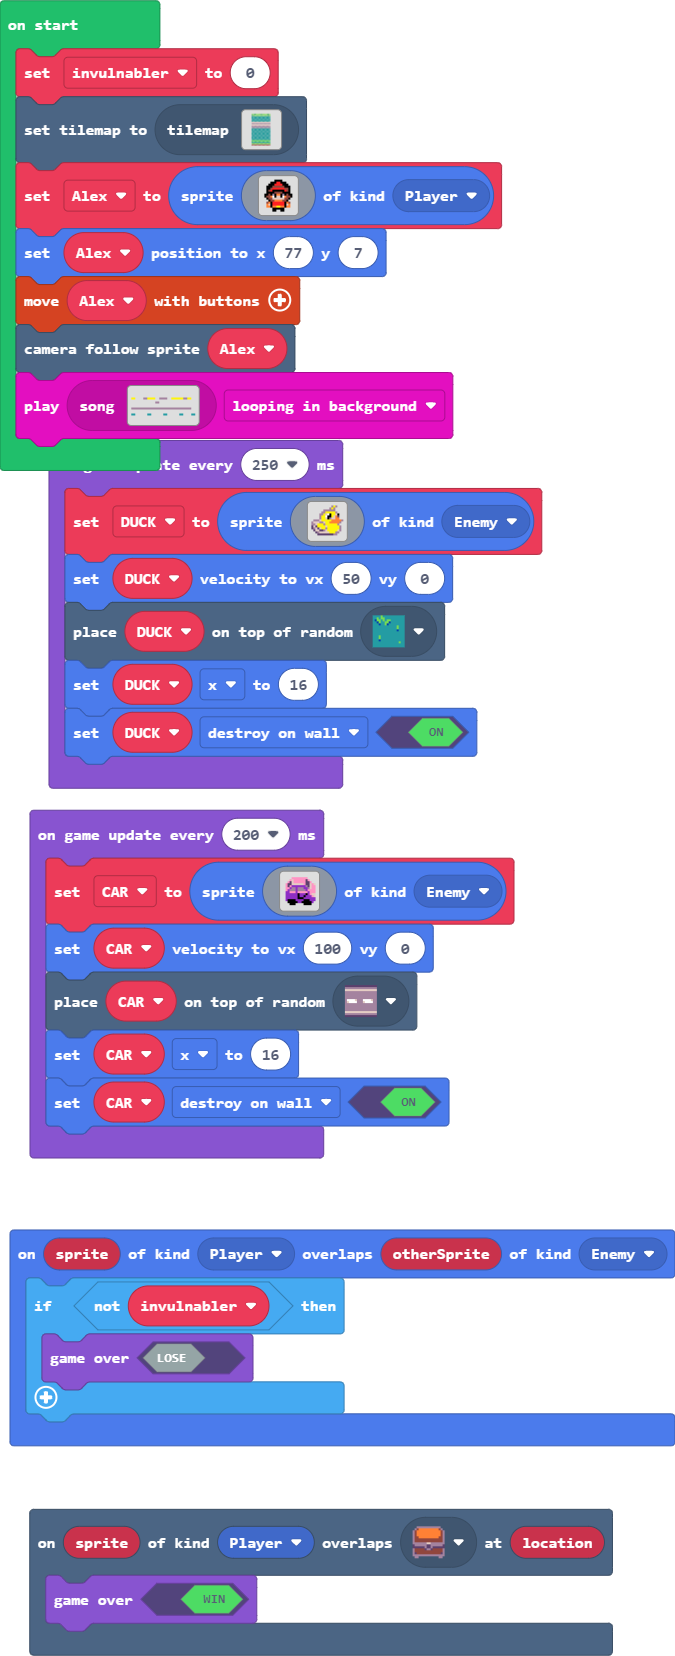 on start
set invulnabler to 0
set tilemap to tilemap
set Alex to sprite of kind Player
set Alex position to x 77 y 7
move Alex with buttons
camera follow sprite Alex
play song looping in background
every 250 ms
set DUCK to sprite of kind Enemy
set DUCK velocity to vx 50 vy 0
place DUCK on top of random
set DUCK x to 16
set DUCK destroy on wall ON
on game update every 200 ms
set CAR to sprite of kind Enemy
set CAR velocity to vx 100 vy 0
place CAR on top of random
set CAR x to 16
set CAR destroy on wall ON
on sprite of kind Player overlaps otherSprite of kind Enemy
if not invulnabler then
game over LOSE
on sprite of kind Player overlaps at location
game over WIN